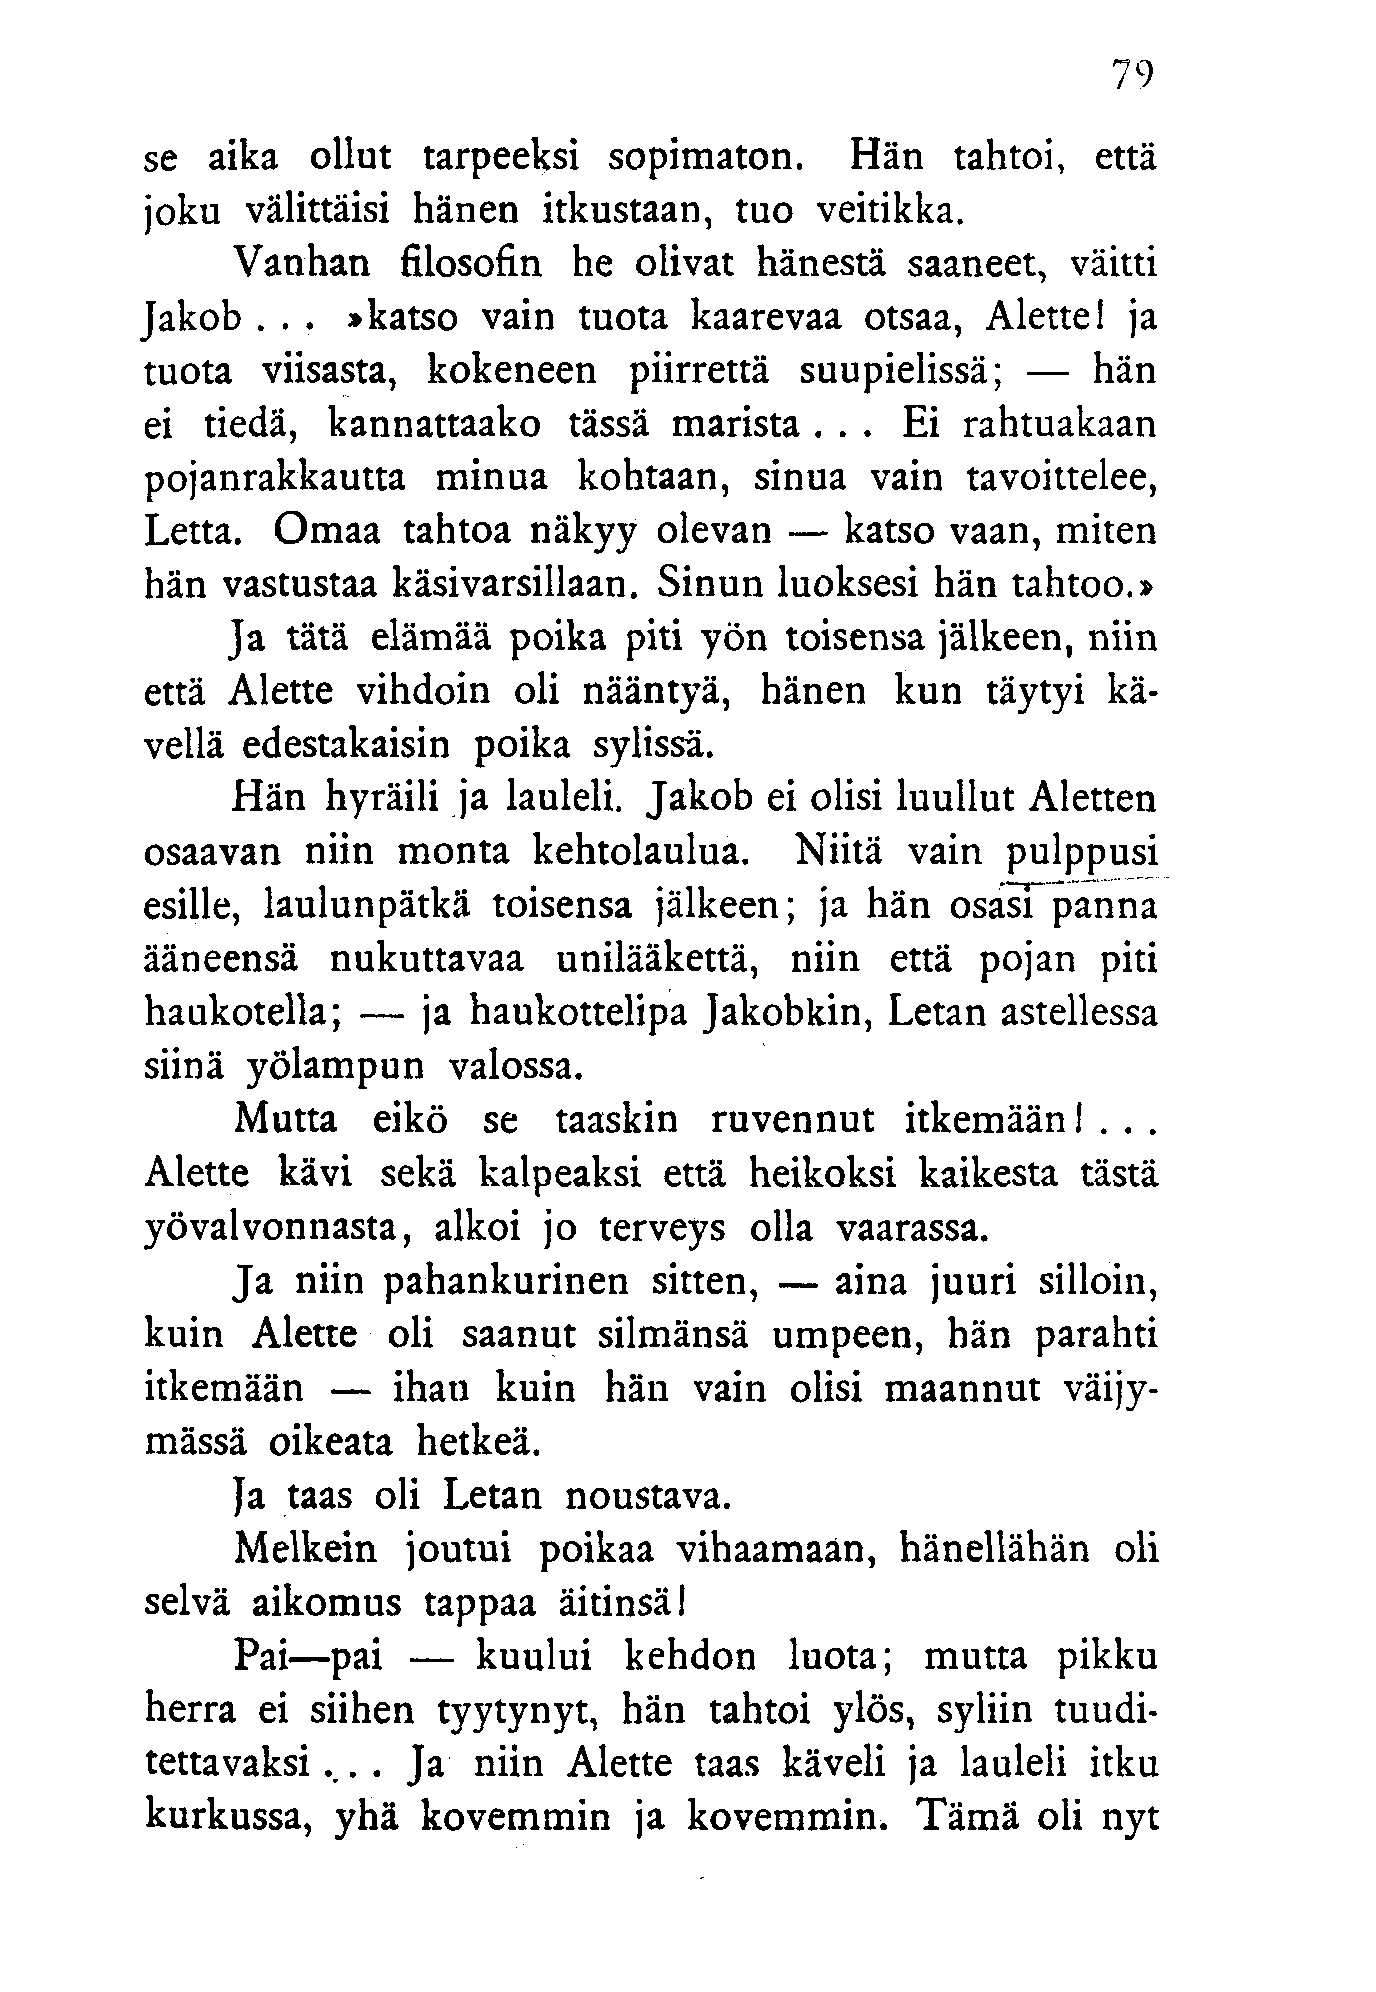 79
se aika ollut tarpeeksi sopimaton. Hän tahtoi, että
joku välittäisi hänen itkustaan, tuo veitikka.
Vanhan filosofin he olivat hänestä saaneet, väitti
Jakob . . . »katso vain tuota kaarevaa otsaa, Alette! ja
tuota viisasta, kokeneen piirrettä suupielissä; — hän
ei tiedä, kannattaako tässä marista . . . Ei rahtuakaan
pojanrakkautta minua kohtaan, sinua vain tavoittelee,
Letta. Omaa tahtoa näkyy olevan — katso vaan, miten
hän vastustaa käsivarsillaan. Sinun luoksesi hän tahtoo.»
Ja tätä elämää poika piti yön toisensa jälkeen, niin
että Alette vihdoin oli nääntyä, hänen kun täytyi kä-
vellä edestakaisin poika sylissä.
Hän hyräili ja lauleli. Jakob ei olisi luullut Aletten
osaavan niin monta kehtolaulua. Niitä vain pulppusi
esille, laulunpätkä toisensa jälkeen; ja hän osasi panna
ääneensä nukuttavaa unilääkettä, niin että pojan piti
haukotella; — ja haukottelipa Jakobkin, Letan astellessa
siinä yölampun valossa.
Mutta eikö se taaskin ruvennut itkemään! . . .
Alette kävi sekä kalpeaksi että heikoksi kaikesta tästä
yövalvonnasta, alkoi jo terveys olla vaarassa.
Ja niin pahankurinen sitten, — aina juuri silloin,
kuin Alette oli saanut silmänsä umpeen, hän parahti
itkemään — ihan kuin hän vain olisi maannut väijy-
mässä oikeata hetkeä.
Ja taas oli Letan noustava.
Melkein joutui poikaa vihaamaan, hänellähän oli
selvä aikomus tappaa äitinsä!
Pai—pai — kuului kehdon luota; mutta pikku
herra ei siihen tyytynyt, hän tahtoi ylös, syliin tuudi-
tettavaksi . . . Ja niin Alette taas käveli ja lauleli itku
kurkussa, yhä kovemmin ja kovemmin. Tämä oli nyt